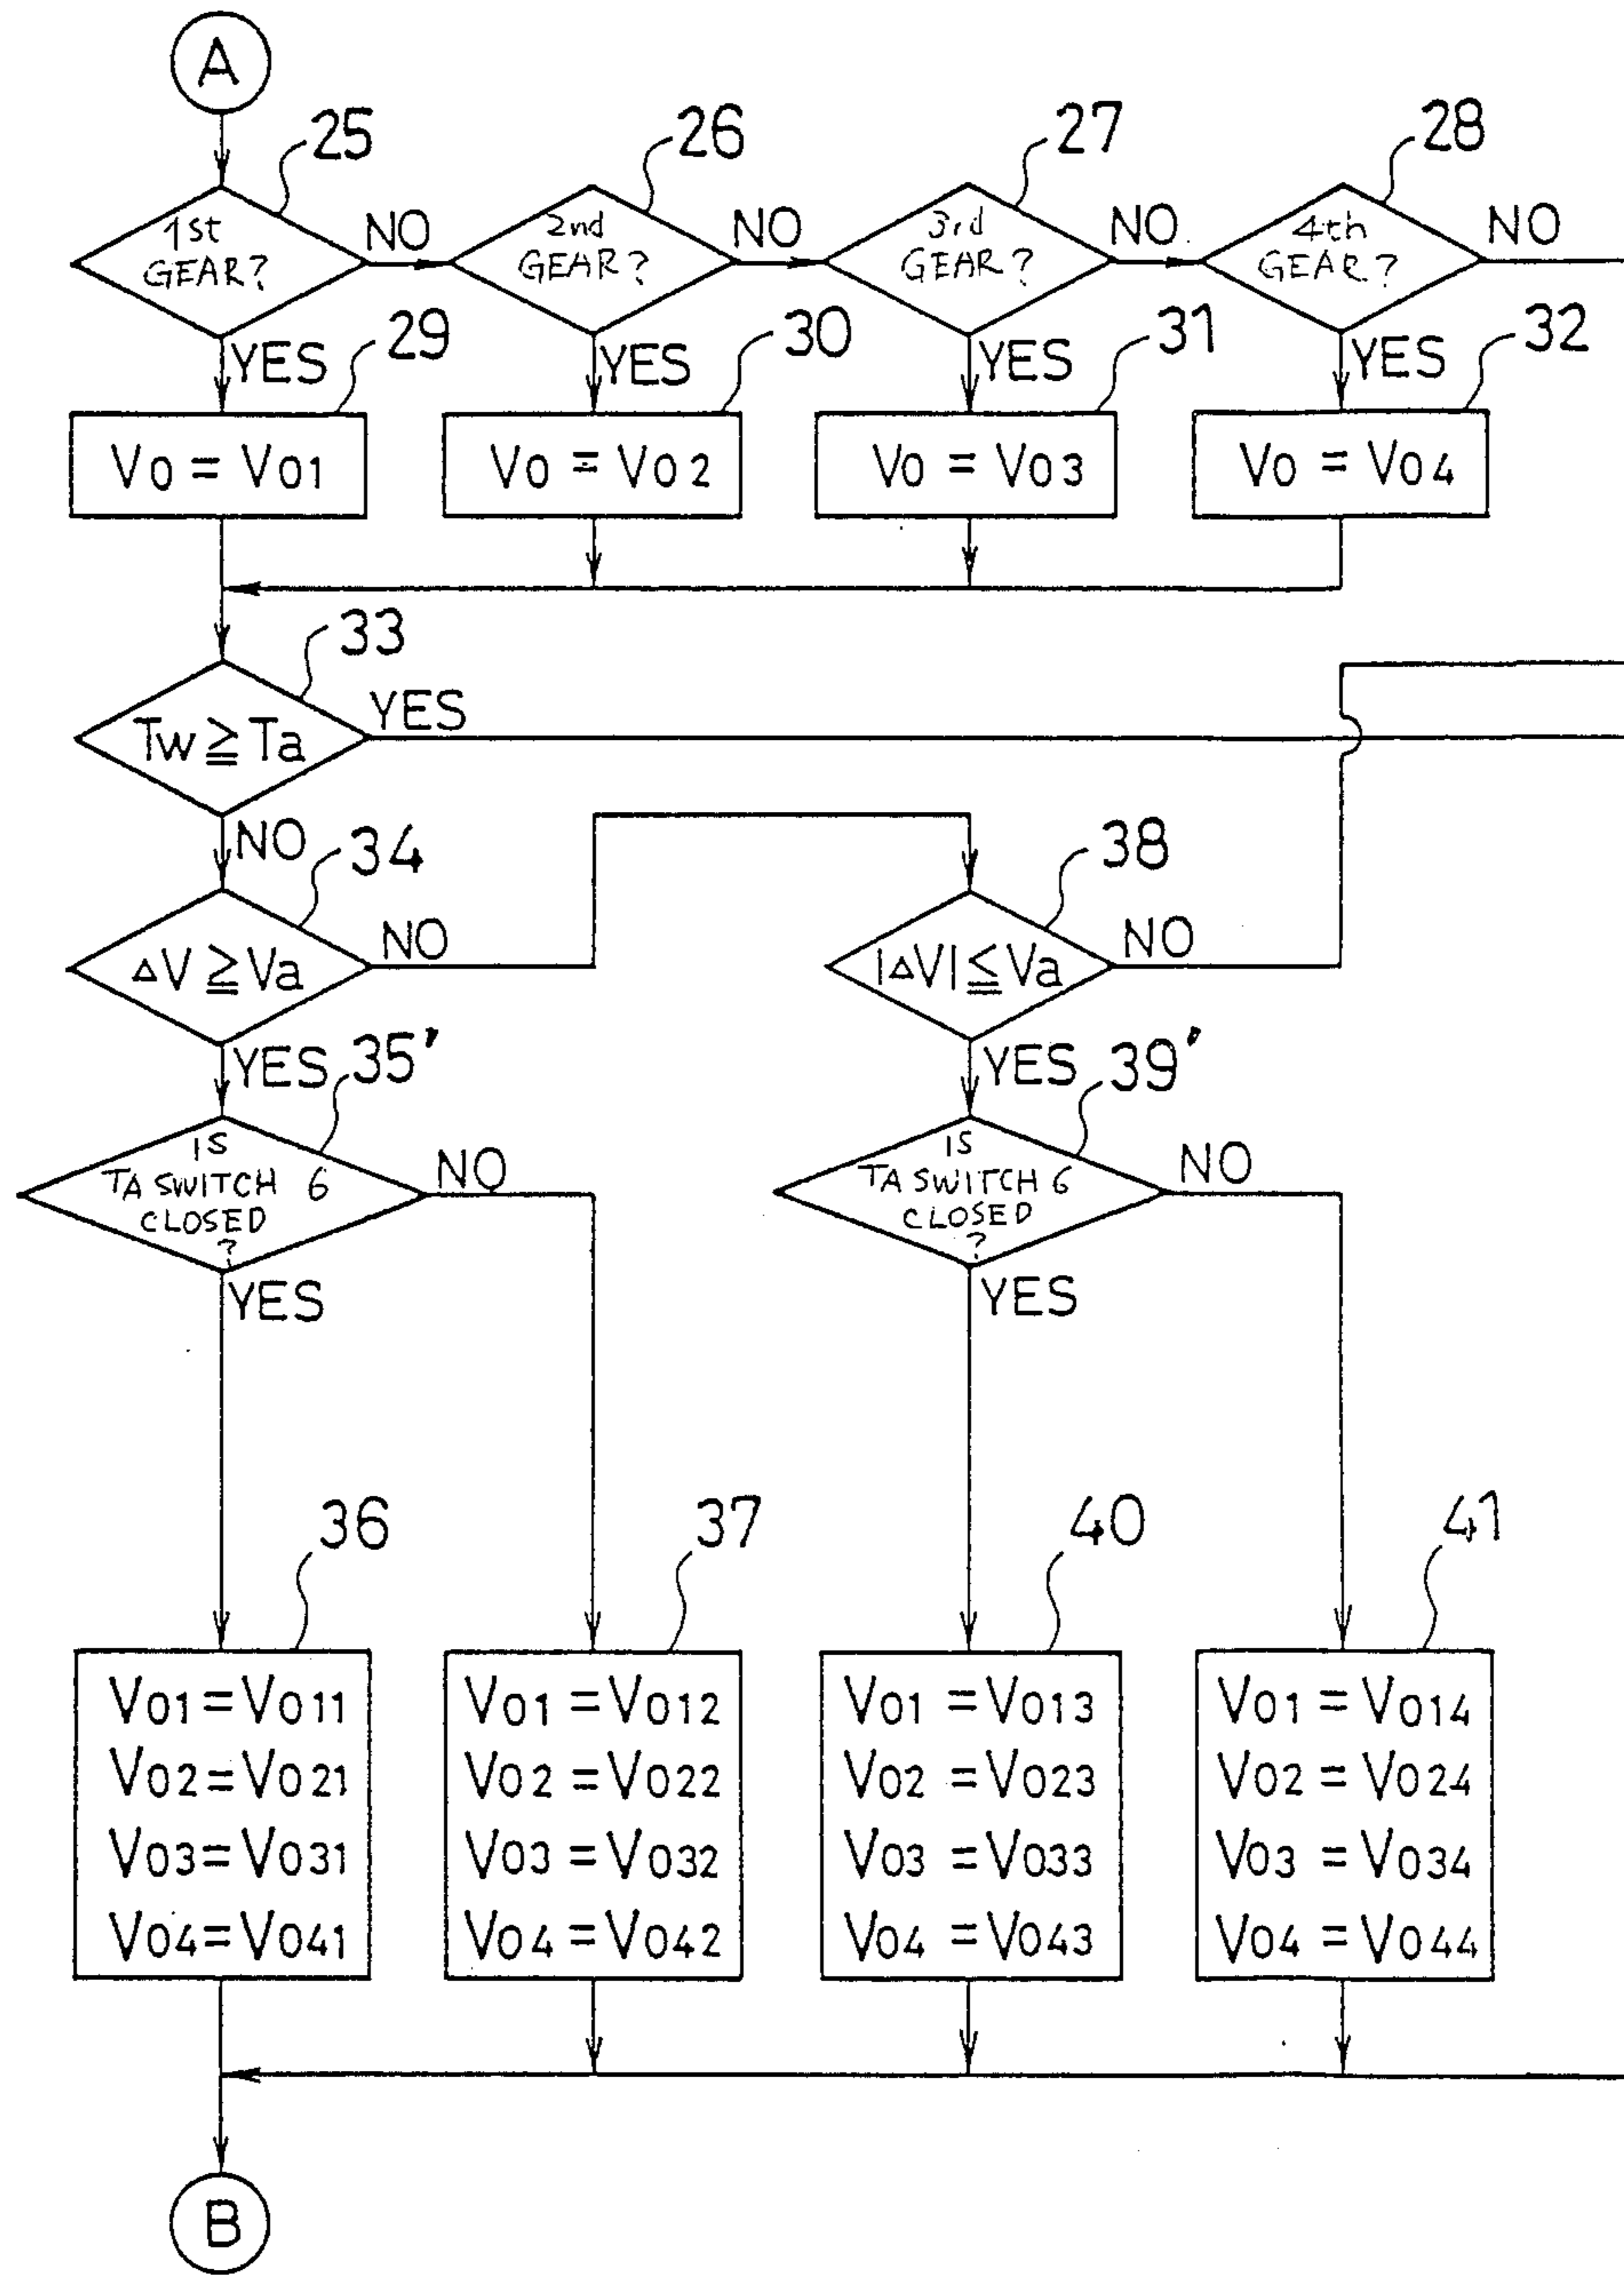 A
25
26
27
28
1st
GEAR?
NO
2nd
GEAR?
NO
3rd
GEAR?
NO
4th
GEAR?
NO
YES
29
YES
30
YES
31
YES
32
V01 = V01
V0 = V02
V0 = V03
V0 = V04
33
Tw ≧ Ta
YES
NO
34
ΔV ≧ Va
NO
38
|ΔV| ≦ Va
NO
YES
35'
IS
TA SWITCH 6
CLOSED
?
NO
YES
YES
39'
IS
TA SWITCH 6
CLOSED
?
NO
YES
36
V01 = V011
V02 = V021
V03 = V031
V04 = V041
37
V01 = V012
V02 = V022
V03 = V032
V04 = V042
40
V01 = V013
V02 = V023
V03 = V033
V04 = V043
41
V01 = V014
V02 = V024
V03 = V034
V04 = V044
B